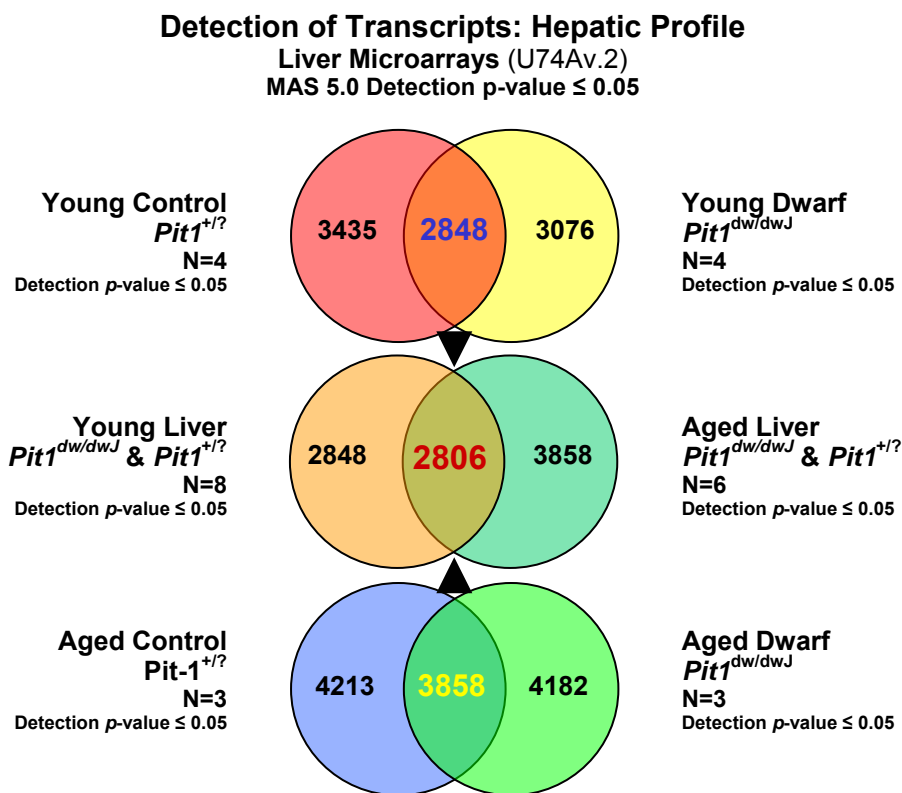 Detection of Transcripts: Hepatic Profile
Liver Microarrays (U74Av.2)
MAS 5.0 Detection p-value ≤ 0.05
Young Control
Pit1+/?
N=4
Detection p-value ≤ 0.05
3435
2848
3076
Young Dwarf
Pit1dw/dwJ
N=4
Detection p-value ≤ 0.05
Young Liver
Pit1dw/dwJ & Pit1+/?
N=8
Detection p-value ≤ 0.05
2848
2806
3858
Aged Liver
Pit1dw/dwJ & Pit1+/?
N=6
Detection p-value ≤ 0.05
Aged Control
Pit-1+/?
N=3
Detection p-value ≤ 0.05
4213
3858
4182
Aged Dwarf
Pit1dw/dwJ
N=3
Detection p-value ≤ 0.05